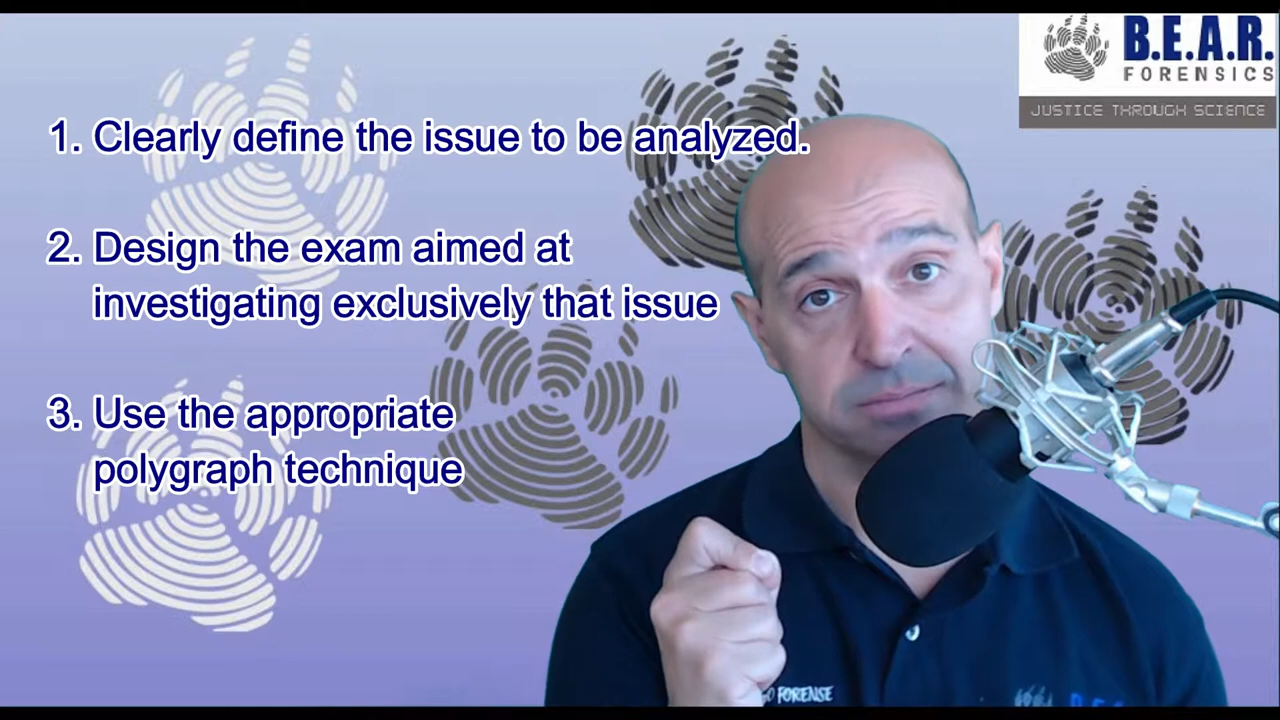 B.E.A.R.
FORENSICS
JUSTICE THROUGH SCIENCE
1. Clearly define the issue to be analyzed.
2. Design the exam aimed at
investigating exclusively that issue
3. Use the appropriate
polygraph technique
FORENSE